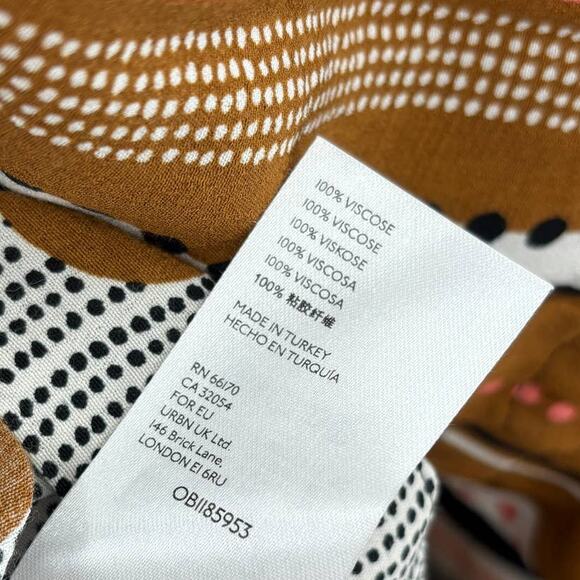 100% VISCOSE
100% VISCOSE
100% VISKOSE
100% VISCOSA
100% VISCOSA
100% 粘胶纤维
MADE IN TURKEY
HECHO EN TURQUÍA
RN 66170
CA 32054
FOR EU
URBN UK Ltd.
146 Brick Lane,
LONDON E1 6RU
OB1185953